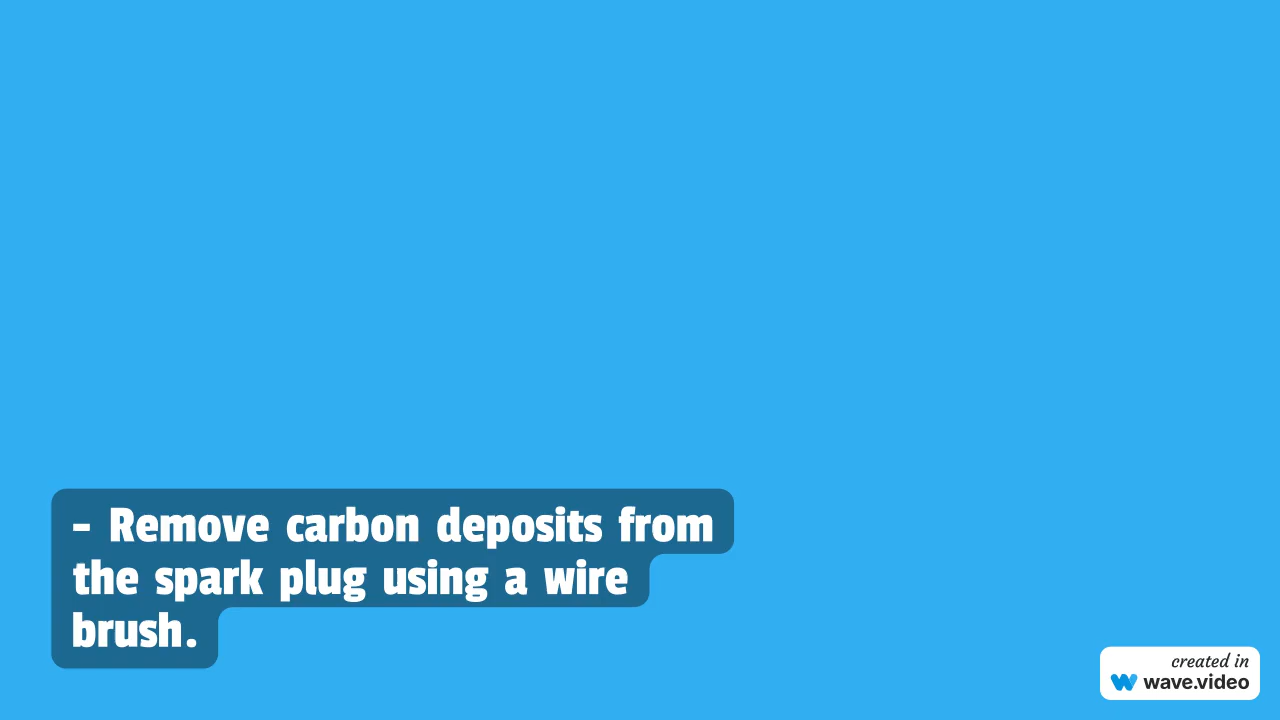 - Remove carbon deposits from
the spark plug using a wire
brush.
created in
wave.video